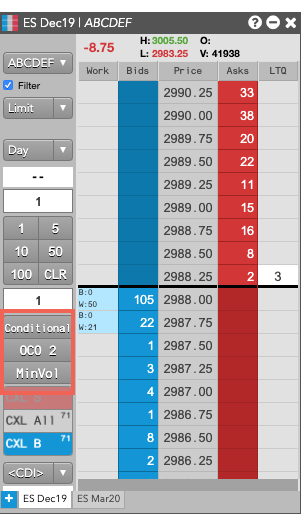 ES Dec19 | ABCDEF
ABCDEF
-8.75
H: 3005.50 O:
L: 2983.25 V: 41938
Filter
Limit
Day
--
1
1 5
10 50
100 CLR
1
Conditional
OCO 2
MinVol
CXL All 71
CXL B 71
<CDI>
Work Bids Price Asks LTQ
2990.25 33
2990.00 38
2989.75 20
2989.50 22
2989.25 11
2989.00 15
2988.75 16
2988.50 8
2988.25 2 3
B:0
W:50 105 2988.00
B:0
W:21 22 2987.75
1 2987.50
3 2987.25
4 2987.00
1 2986.75
8 2986.50
2 2986.25
+ ES Dec19 ES Mar20